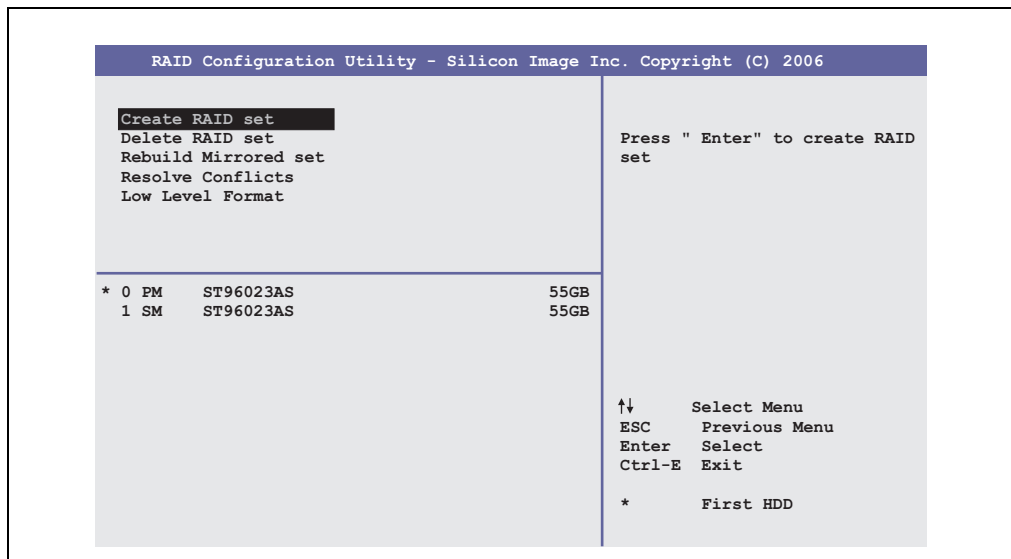 RAID Configuration Utility - Silicon Image Inc. Copyright (C) 2006
Create RAID set
Delete RAID set
Rebuild Mirrored set
Resolve Conflicts
Low Level Format
Press " Enter" to create RAID
set
* 0 PM ST96023AS 55GB
1 SM ST96023AS 55GB
↑↓ Select Menu
ESC Previous Menu
Enter Select
Ctrl-E Exit
* First HDD